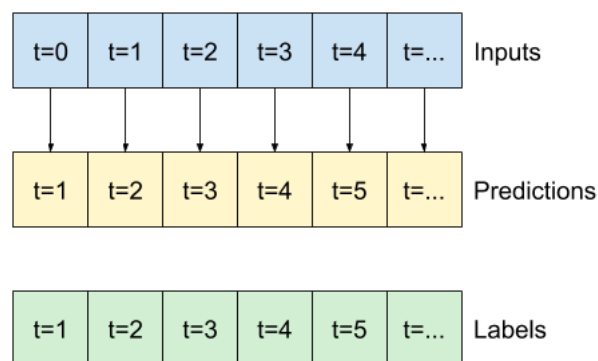 t=0 t=1 t=2 t=3 t=4 t=... Inputs
t=1 t=2 t=3 t=4 t=5 t=... Predictions
t=1 t=2 t=3 t=4 t=5 t=... Labels